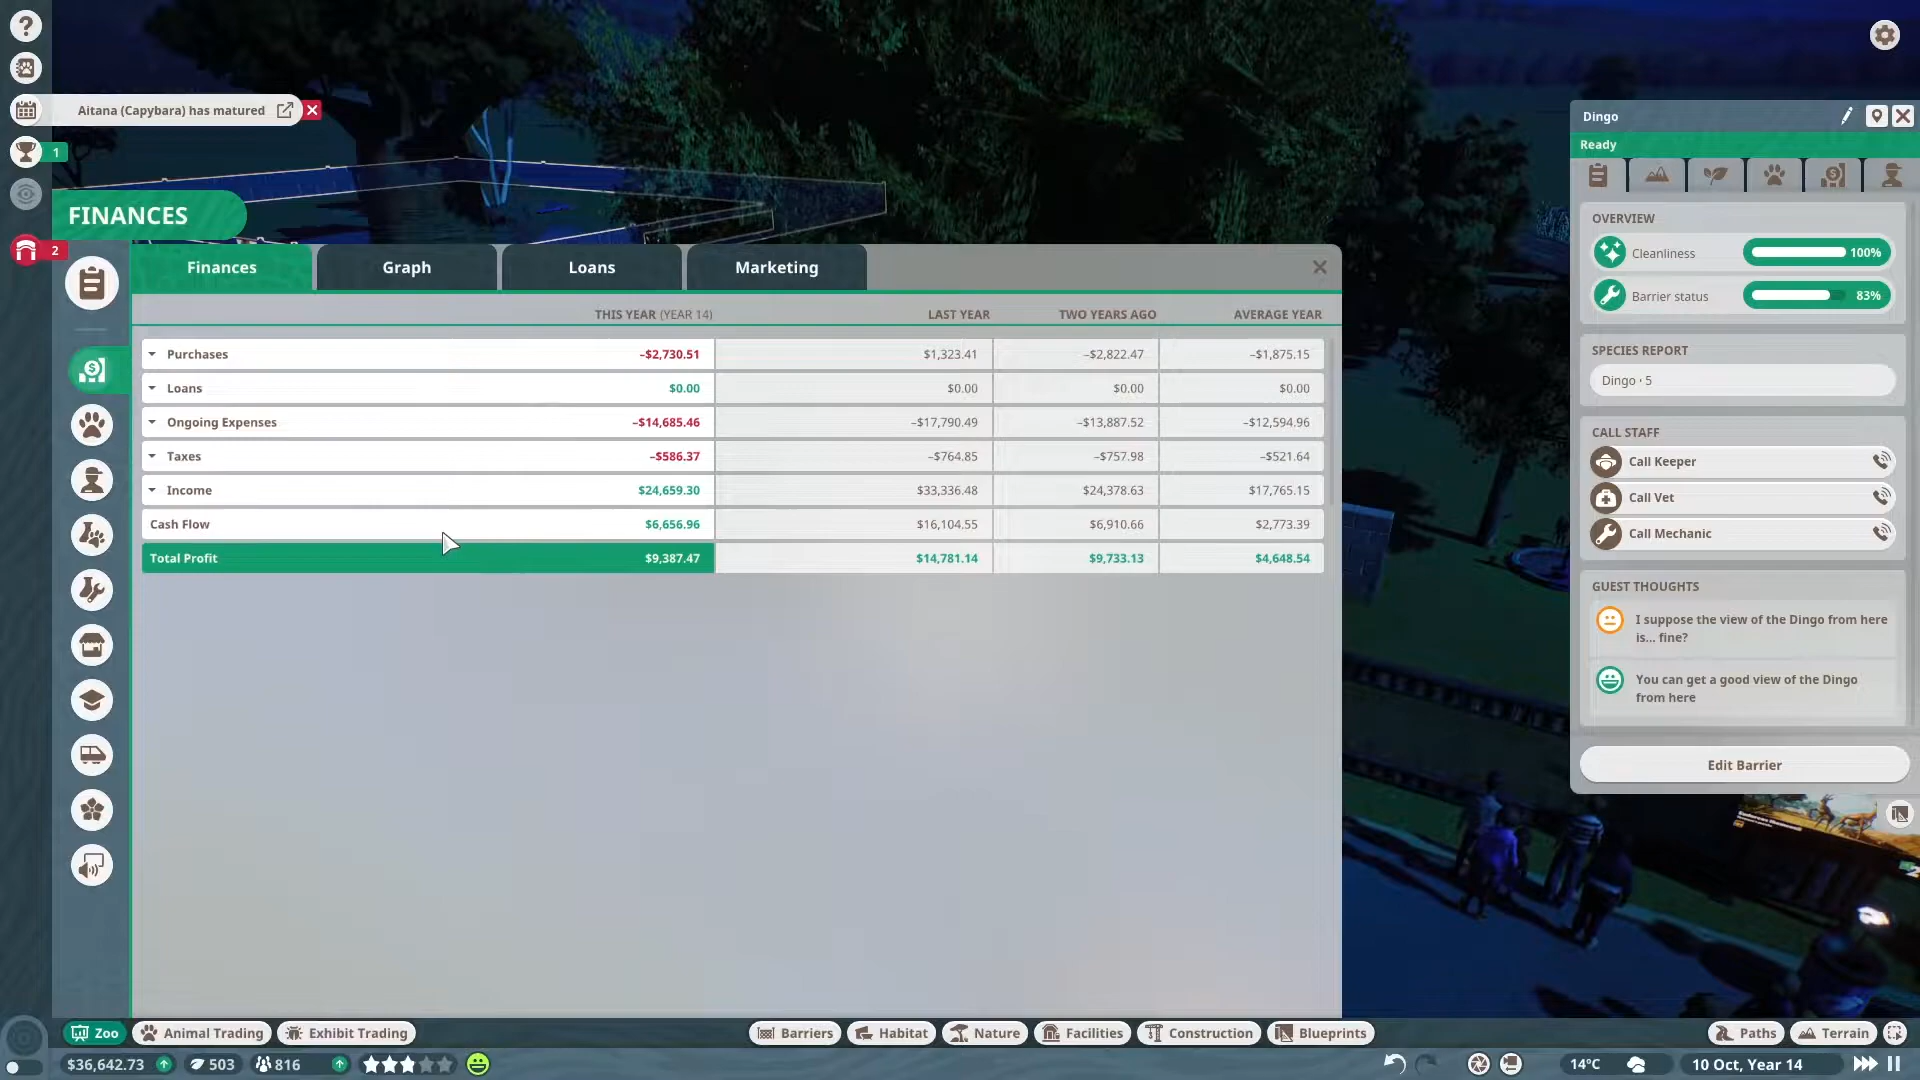 Aitana (Capybara) has matured
1
FINANCES
2
Finances
Graph
Loans
Marketing
THIS YEAR (YEAR 14) LAST YEAR TWO YEARS AGO AVERAGE YEAR
Purchases –$2,730.51 $1,323.41 –$2,822.47 –$1,875.15
Loans $0.00 $0.00 $0.00 $0.00
Ongoing Expenses –$14,685.46 –$17,790.49 –$13,887.52 –$12,594.96
Taxes –$586.37 –$764.85 –$757.98 –$521.64
Income $24,659.30 $33,336.48 $24,378.63 $17,765.15
Cash Flow $6,656.96 $16,104.55 $6,910.66 $2,773.39
Total Profit $9,387.47 $14,781.14 $9,733.13 $4,648.54
Dingo
Ready
OVERVIEW
Cleanliness 100%
Barrier status 83%
SPECIES REPORT
Dingo · 5
CALL STAFF
Call Keeper
Call Vet
Call Mechanic
GUEST THOUGHTS
I suppose the view of the Dingo from here
is... fine?
You can get a good view of the Dingo
from here
Edit Barrier
Zoo
Animal Trading
Exhibit Trading
Barriers
Habitat
Nature
Facilities
Construction
Blueprints
Paths
Terrain
$36,642.73
503
816
14°C
10 Oct, Year 14